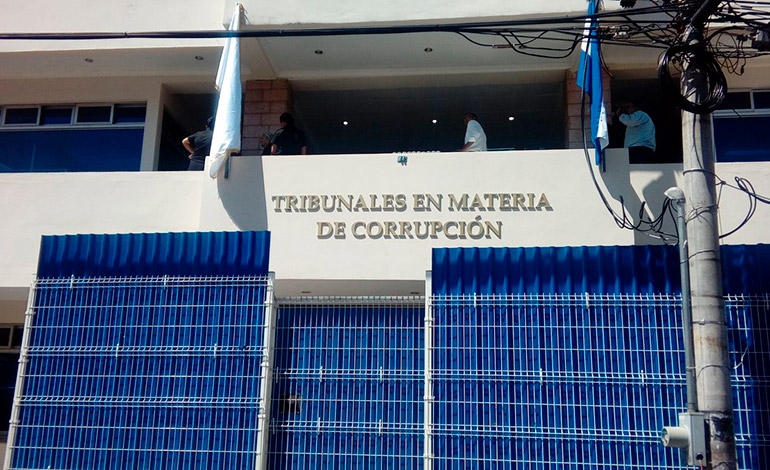 TRIBUNALES EN MATERIA
DE CORRUPCIÓN